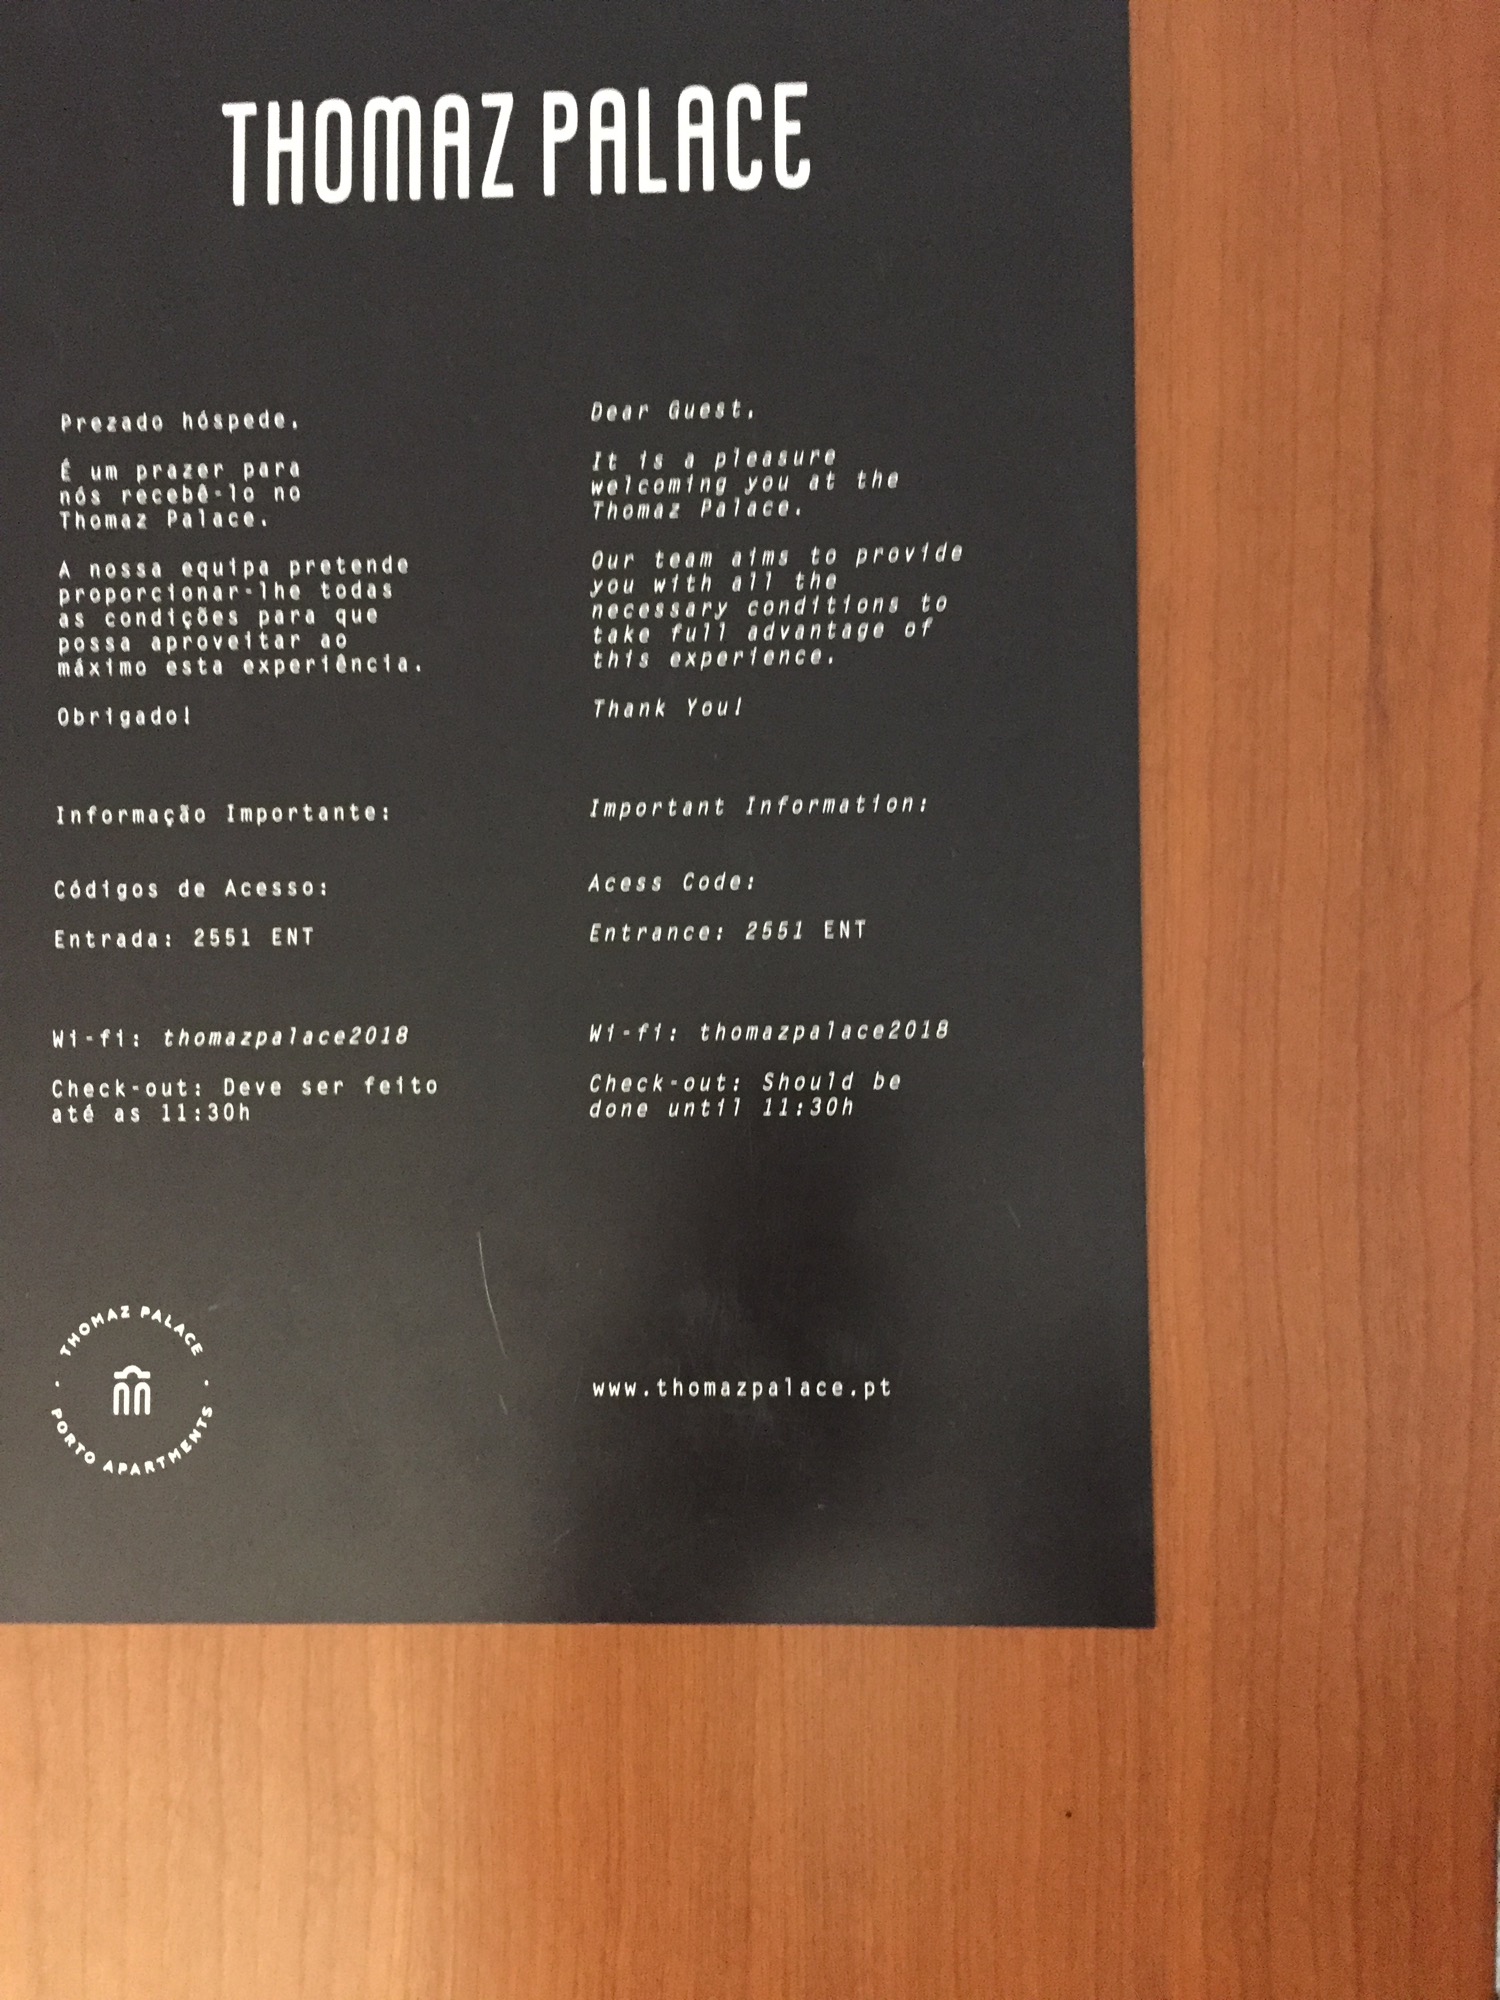 THOMAZ PALACE
Prezado hóspede,
É um prazer para
nós recebê-lo no
Thomaz Palace.
A nossa equipa pretende
proporcionar-lhe todas
as condições para que
possa aproveitar ao
máximo esta experiência.
Obrigado!
Informação Importante:
Códigos de Acesso:
Entrada: 2551 ENT
Wi-fi: thomazpalace2018
Check-out: Deve ser feito
até as 11:30h
Dear Guest,
It is a pleasure
welcoming you at the
Thomaz Palace.
Our team aims to provide
you with all the
necessary conditions to
take full advantage of
this experience.
Thank You!
Important Information:
Acess Code:
Entrance: 2551 ENT
Wi-fi: thomazpalace2018
Check-out: Should be
done until 11:30h
THOMAZ PALACE
PORTO APARTMENTS
www.thomazpalace.pt